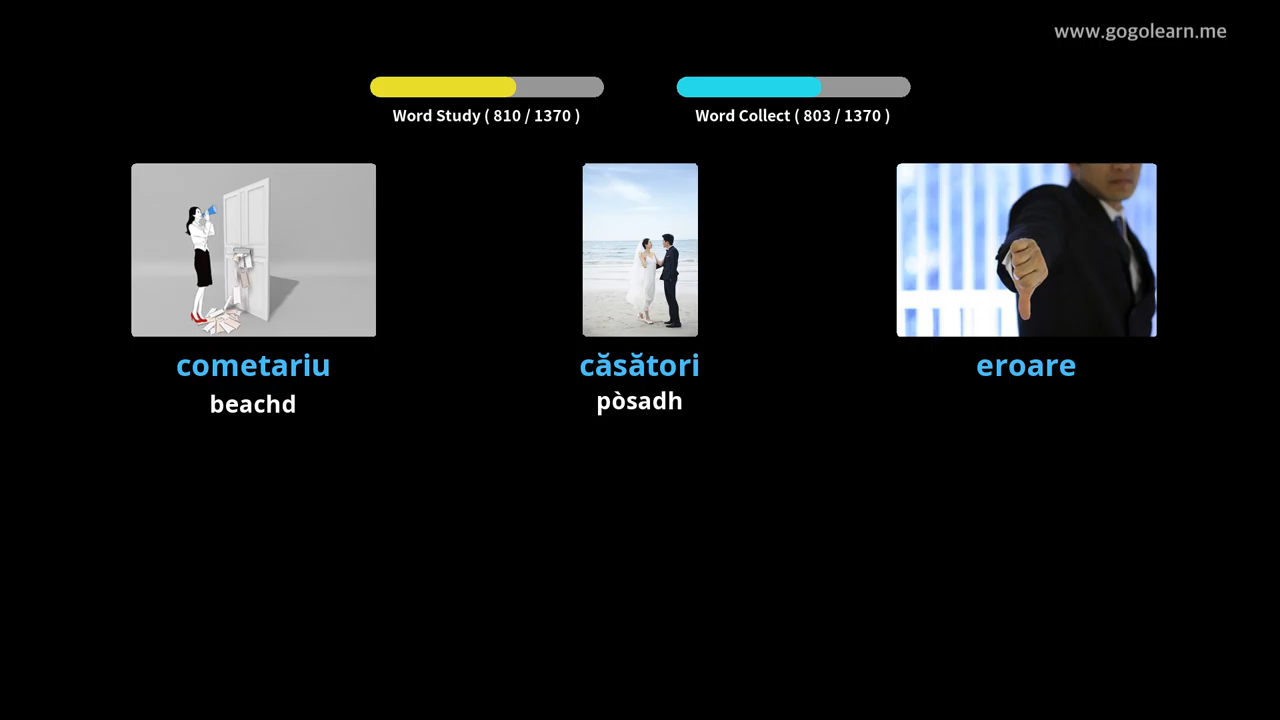 www.gogolearn.me
Word Study ( 810 / 1370 )
Word Collect ( 803 / 1370 )
cometariu
beachd
căsători
pòsadh
eroare